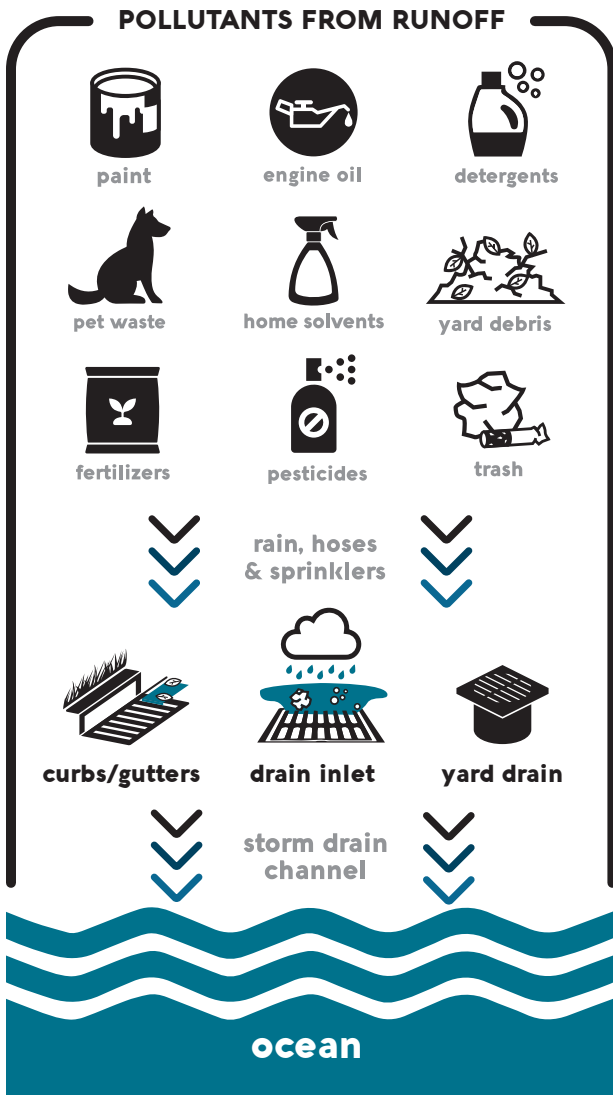 POLLUTANTS FROM RUNOFF
paint
engine oil
detergents
pet waste
home solvents
yard debris
fertilizers
pesticides
trash
rain, hoses
& sprinklers
curbs/gutters
drain inlet
yard drain
storm drain
channel
ocean